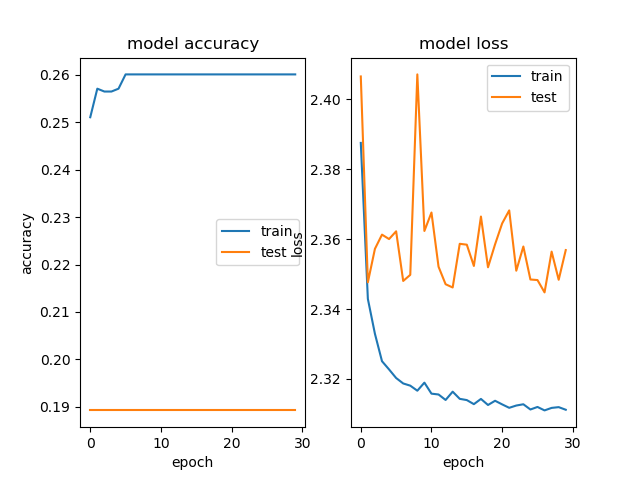 model accuracy
0.26
0.25
0.24
0.23
0.22
0.21
0.20
0.19
accuracy
train
test
0
10
20
30
epoch
model loss
2.40
2.38
2.36
2.34
2.32
loss
train
test
0
10
20
30
epoch